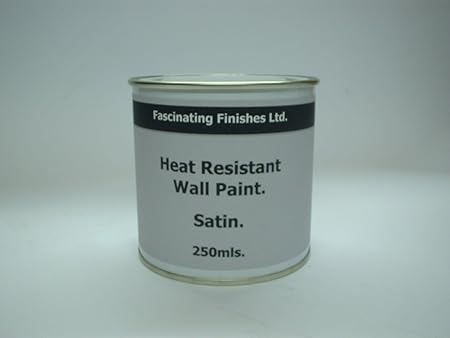 Fascinating Finishes Ltd.
Heat Resistant
Wall Paint.
Satin.
250mls.